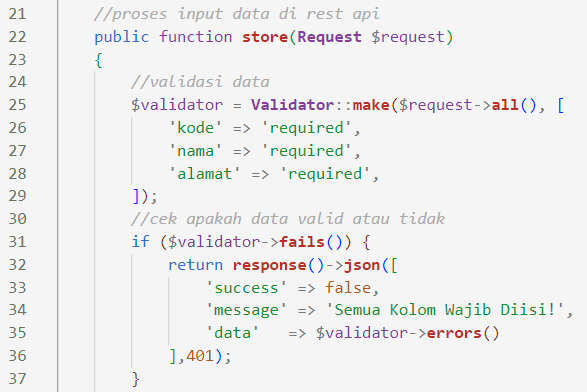 21 //proses input data di rest api
22 public function store(Request $request)
23 {
24 //validasi data
25 $validator = Validator::make($request->all(), [
26 'kode' => 'required',
27 'nama' => 'required',
28 'alamat' => 'required',
29 ]);
30 //cek apakah data valid atau tidak
31 if ($validator->fails()) {
32 return response()->json([
33 'success' => false,
34 'message' => 'Semua Kolom Wajib Diisi!',
35 'data'   => $validator->errors()
36 ],401);
37 }